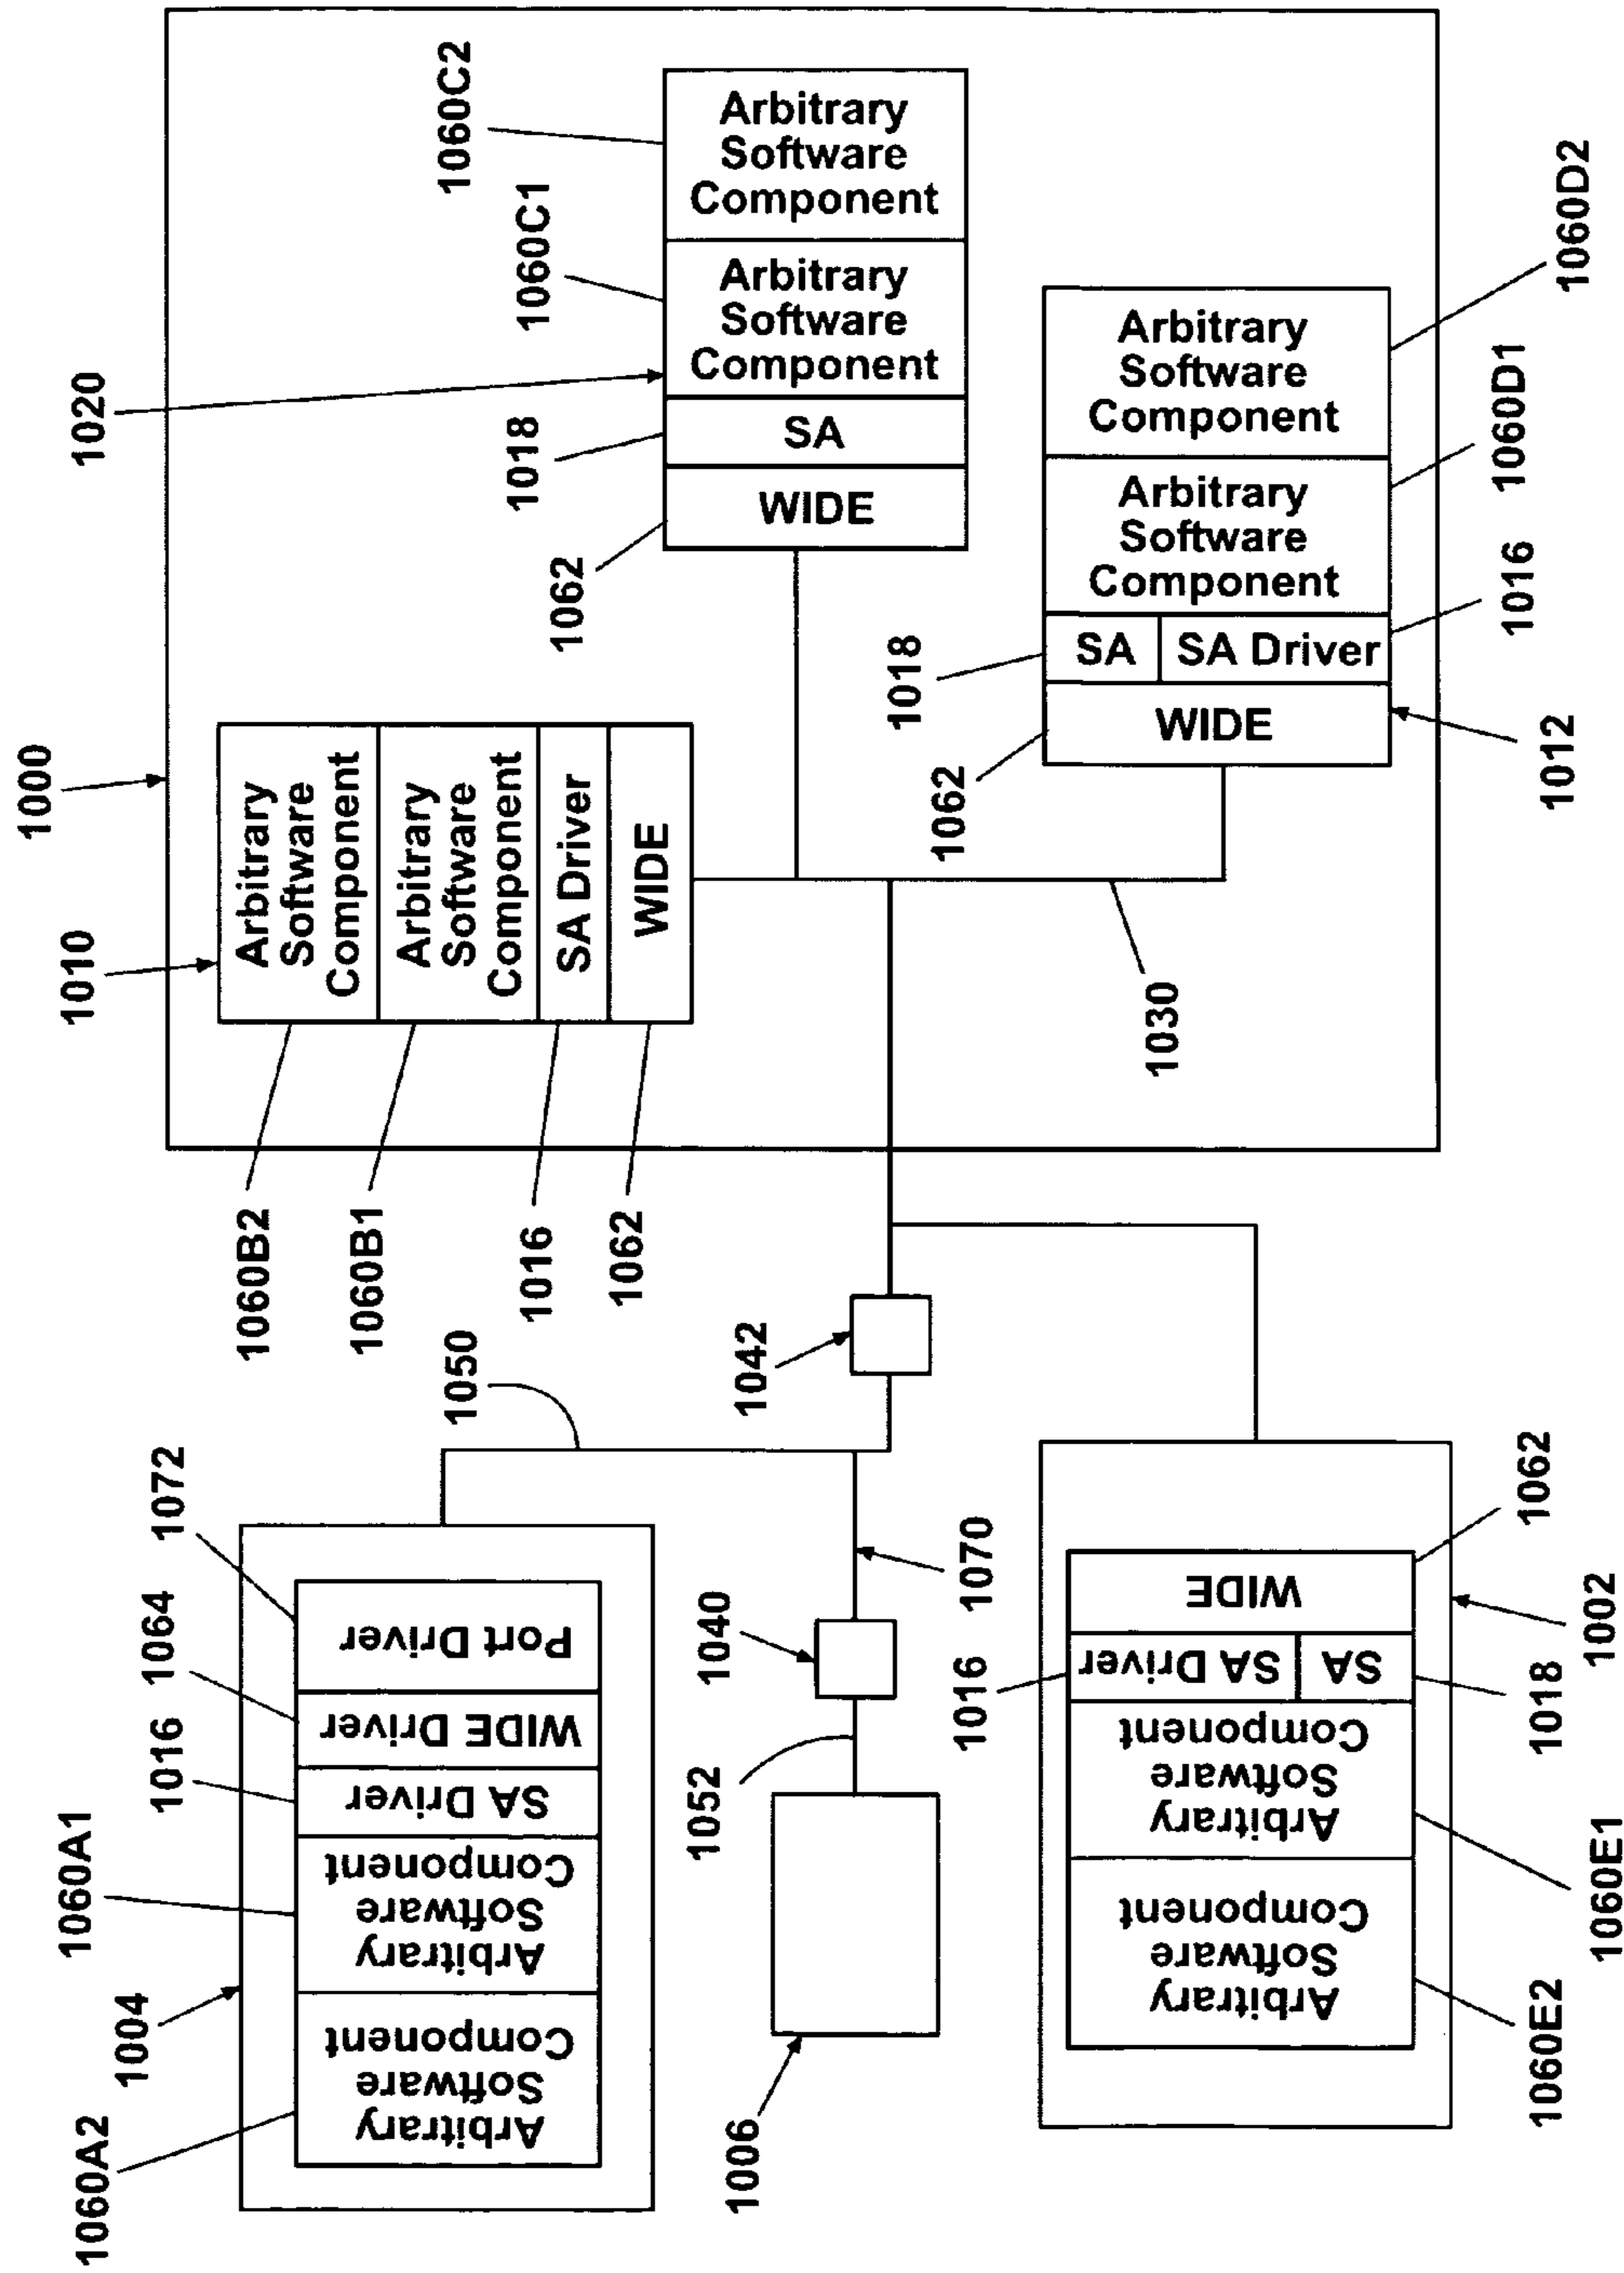 1000
1010
Arbitrary
Software
Component
Arbitrary
Software
Component
SA Driver
WIDE
1060B2
1060B1
1016
1062
1020
1060C2
1060C1
1018
1062
Arbitrary
Software
Component
Arbitrary
Software
Component
SA
WIDE
Arbitrary
Software
Component
Arbitrary
Software
Component
SA
SA Driver
WIDE
1018
1062
1060D2
1060D1
1016
1012
1030
1042
1050
1072
1064
1016
1060A1
1004
1060A2
Port Driver
WIDE Driver
SA Driver
Arbitrary
Software
Component
Arbitrary
Software
Component
1070
1040
1052
1006
1016
WIDE
SA Driver
SA
Arbitrary
Software
Component
Arbitrary
Software
Component
1062
1002
1018
1060E1
1060E2